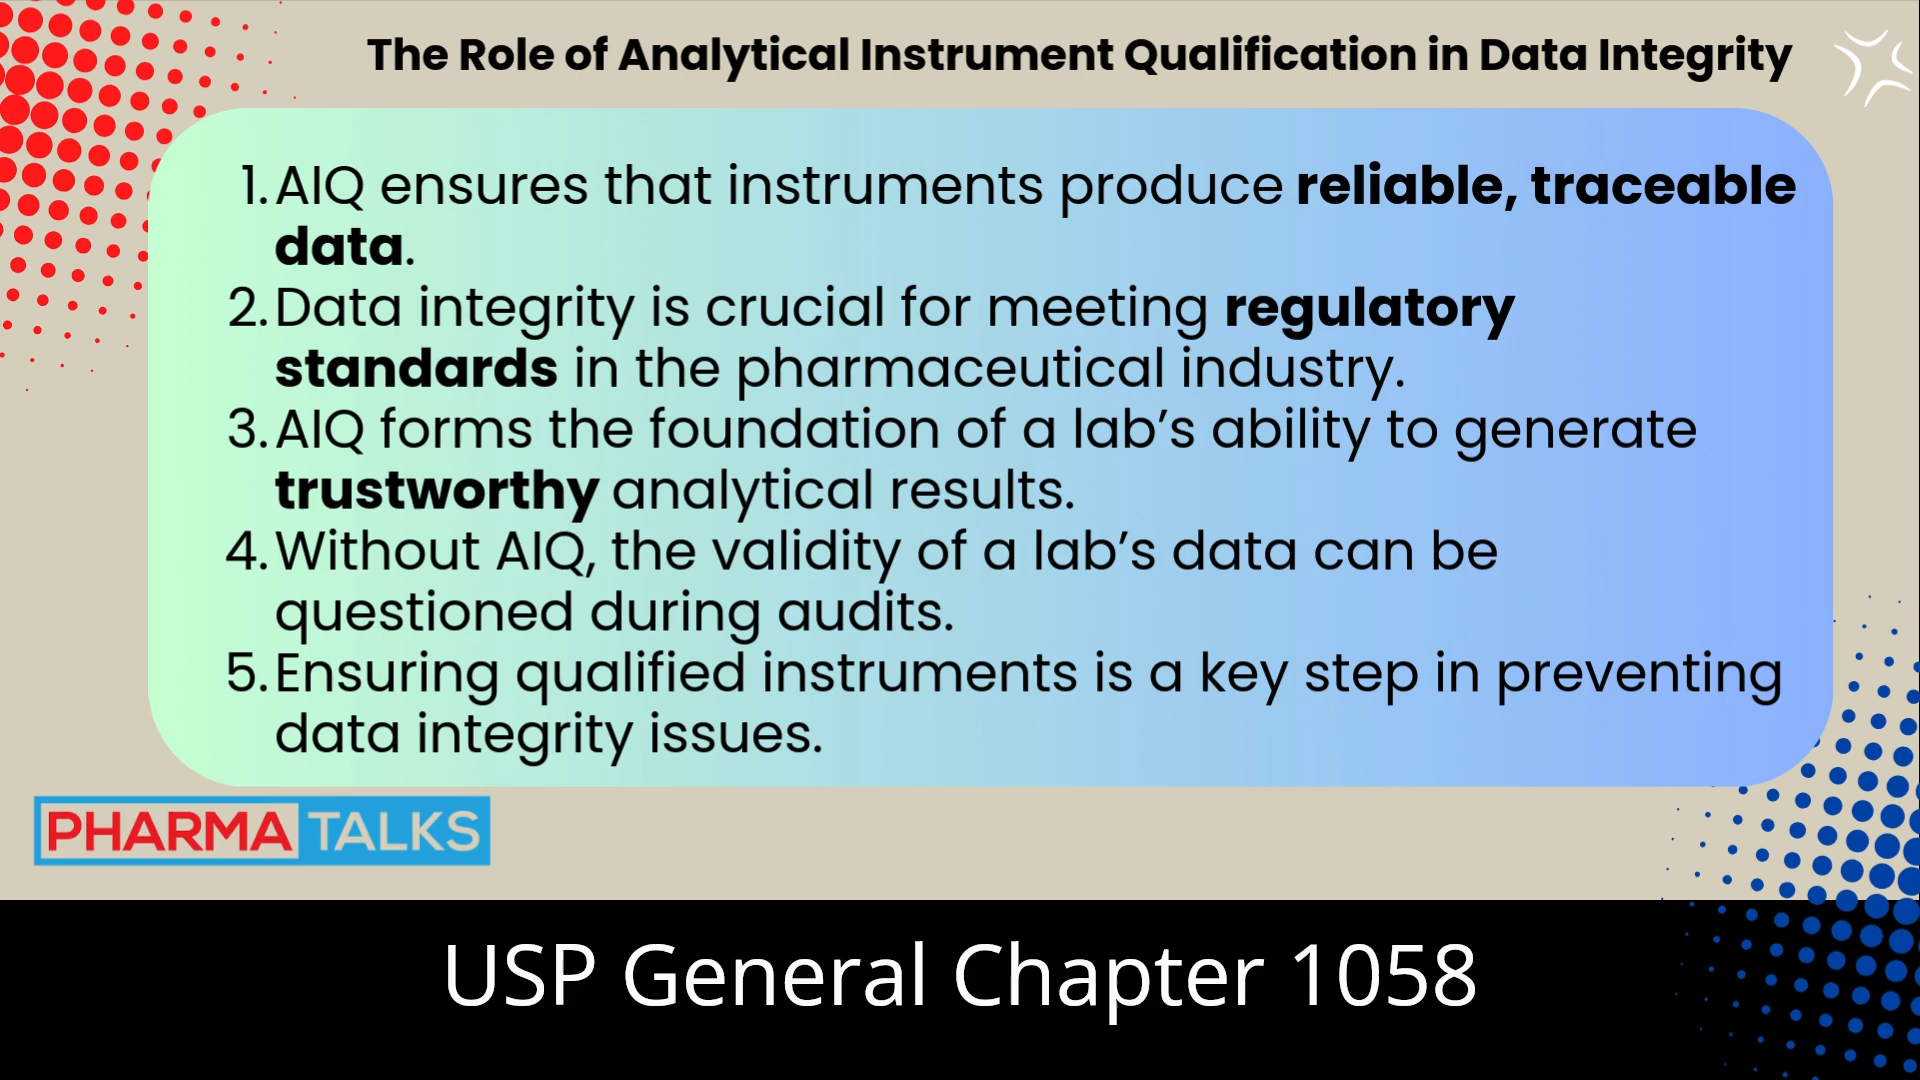 The Role of Analytical Instrument Qualification in Data Integrity
1. AIQ ensures that instruments produce reliable, traceable
data.
2. Data integrity is crucial for meeting regulatory
standards in the pharmaceutical industry.
3. AIQ forms the foundation of a lab’s ability to generate
trustworthy analytical results.
4. Without AIQ, the validity of a lab’s data can be
questioned during audits.
5. Ensuring qualified instruments is a key step in preventing
data integrity issues.
PHARMA TALKS
USP General Chapter 1058